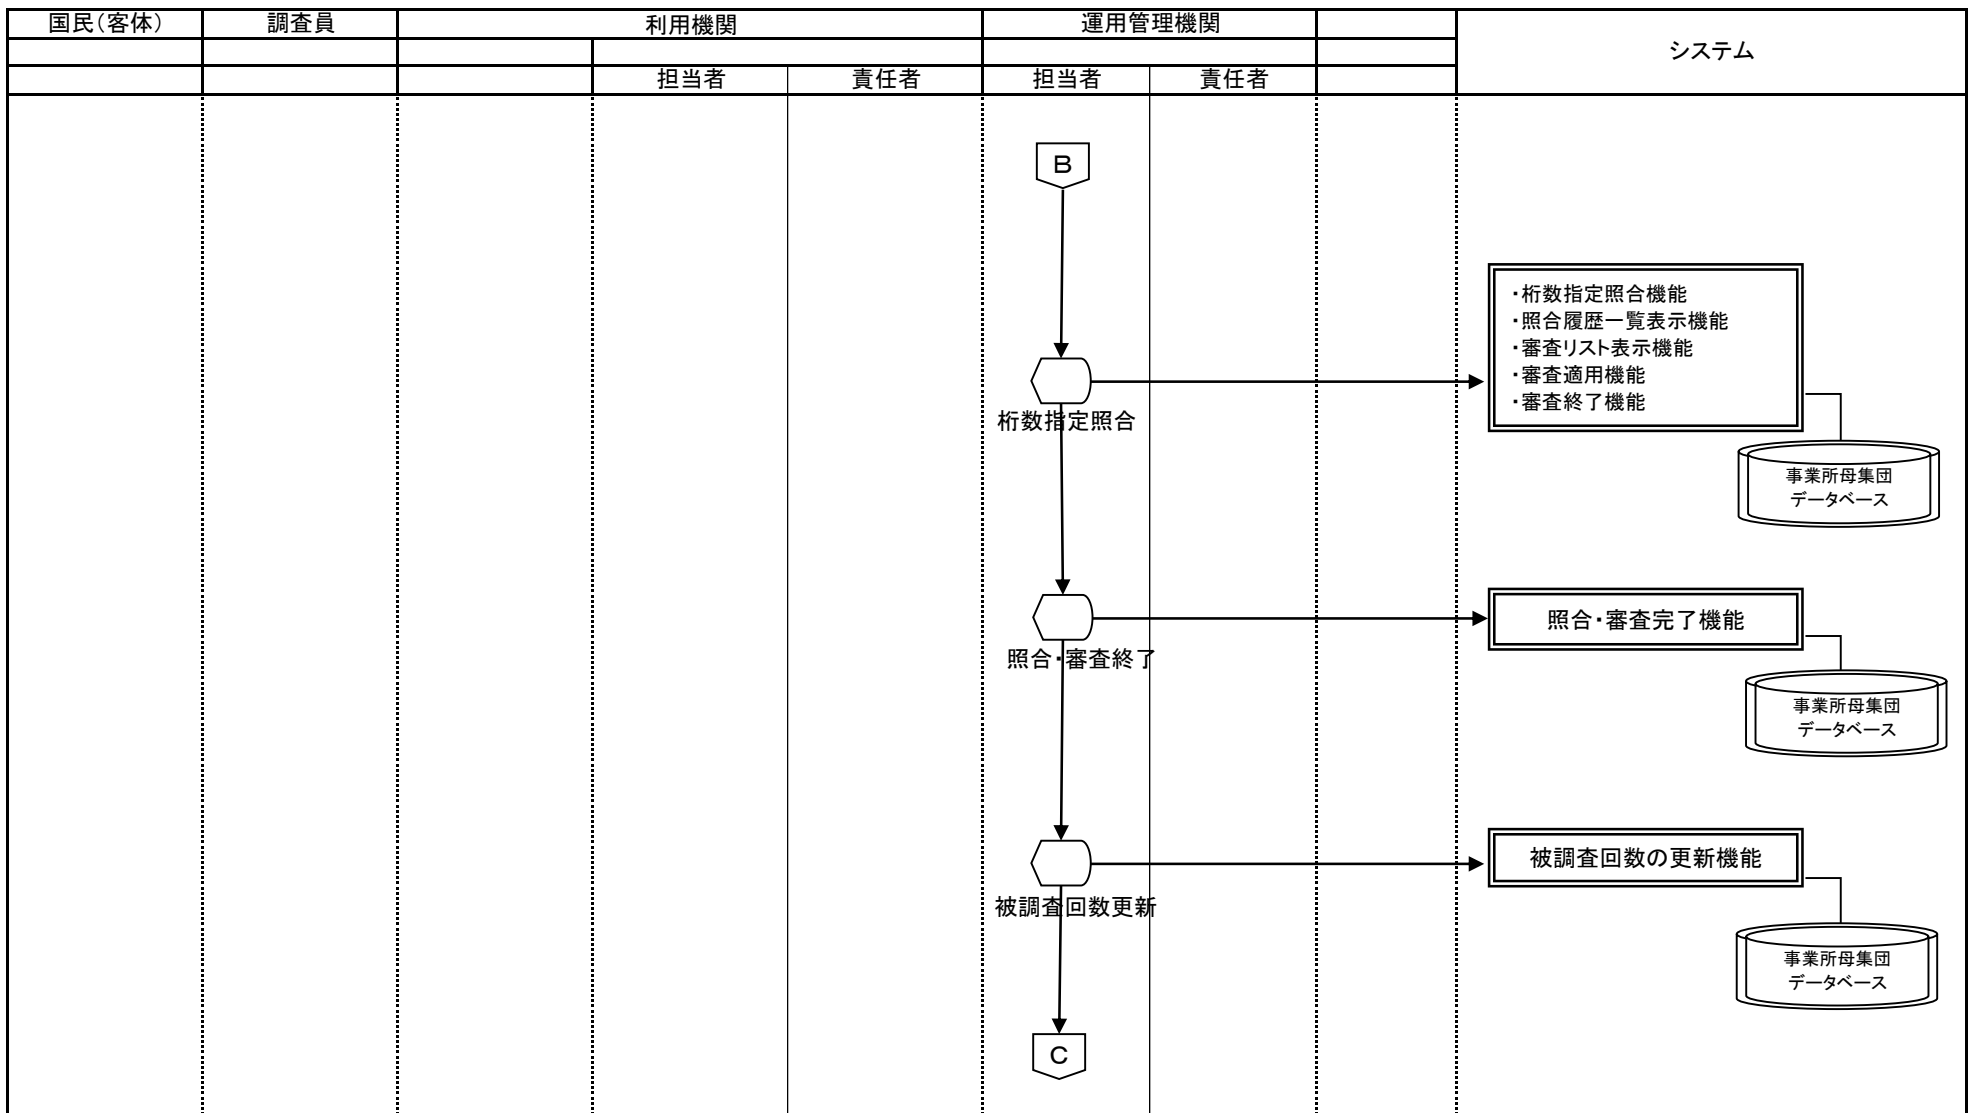 国民(客体)
調査員
利用機関
運用管理機関
システム
担当者
責任者
担当者
責任者
B
・桁数指定照合機能
・照合履歴一覧表示機能
・審査リスト表示機能
・審査適用機能
・審査終了機能
桁数指定照合
事業所母集団
データベース
照合・審査完了機能
照合・審査終了
事業所母集団
データベース
被調査回数の更新機能
被調査回数更新
事業所母集団
データベース
C